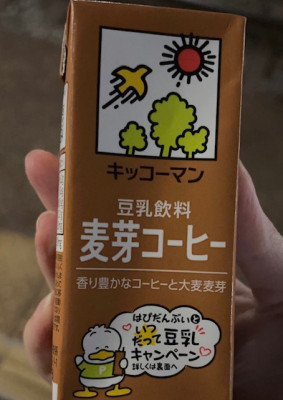 キッコーマン
豆乳飲料
麦芽コーヒー
香り豊かなコーヒーと大麦麦芽
はぴだんぶいと
いつ
だって豆乳
キャンペーン
詳しくは裏面へ
P